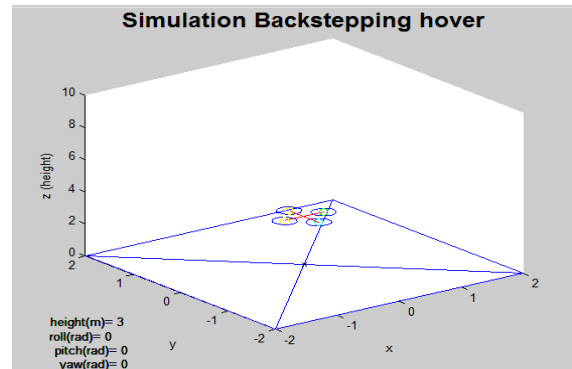 Simulation Backstepping hover
10
8
6
4
2
0
z (height)
2
1
0
-1
-2
y
-2
-1
0
1
2
x
height(m)= 3
roll(rad)= 0
pitch(rad)= 0
yaw(rad)= 0